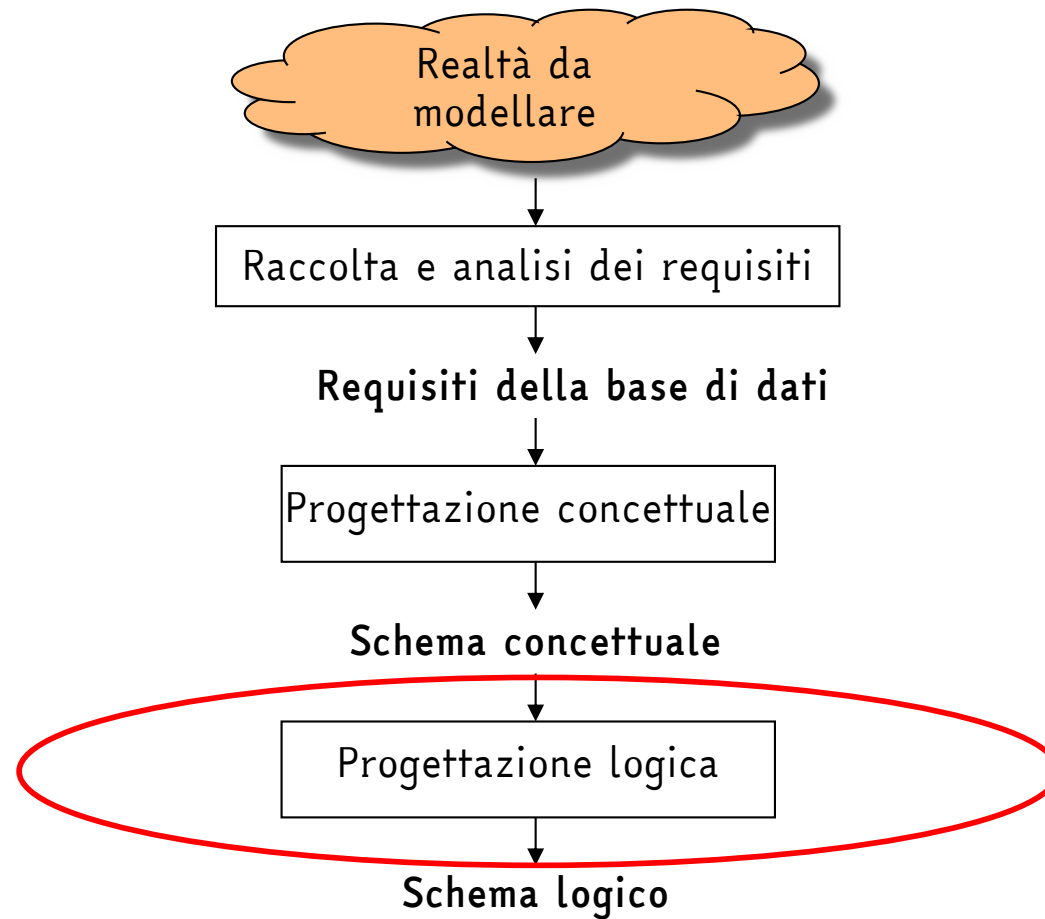 Realtà da
modellare
Raccolta e analisi dei requisiti
Requisiti della base di dati
Progettazione concettuale
Schema concettuale
Progettazione logica
Schema logico